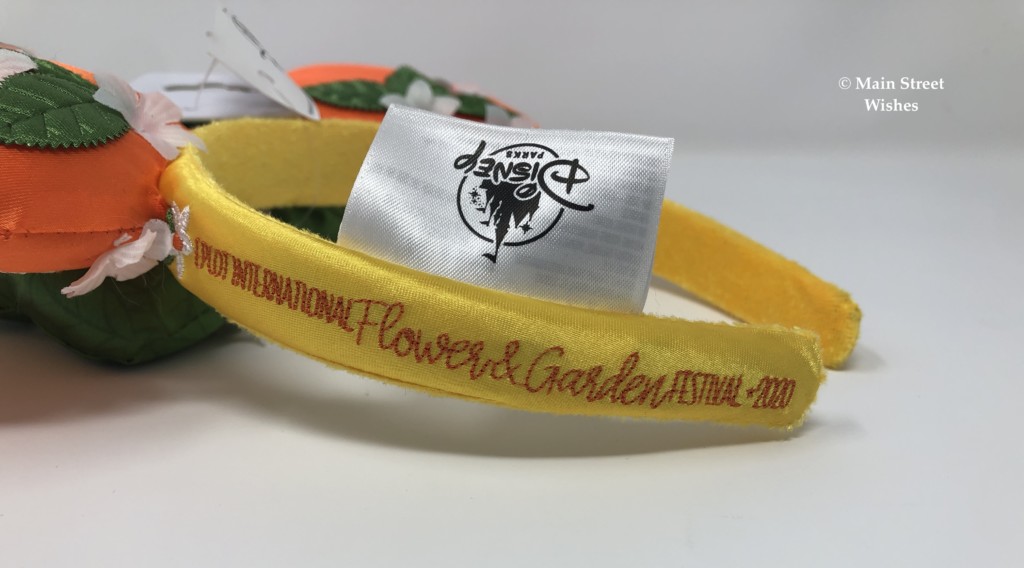 © Main Street
Wishes
Disney
PARKS
EPCOT INTERNATIONAL Flower & Garden FESTIVAL • 2020